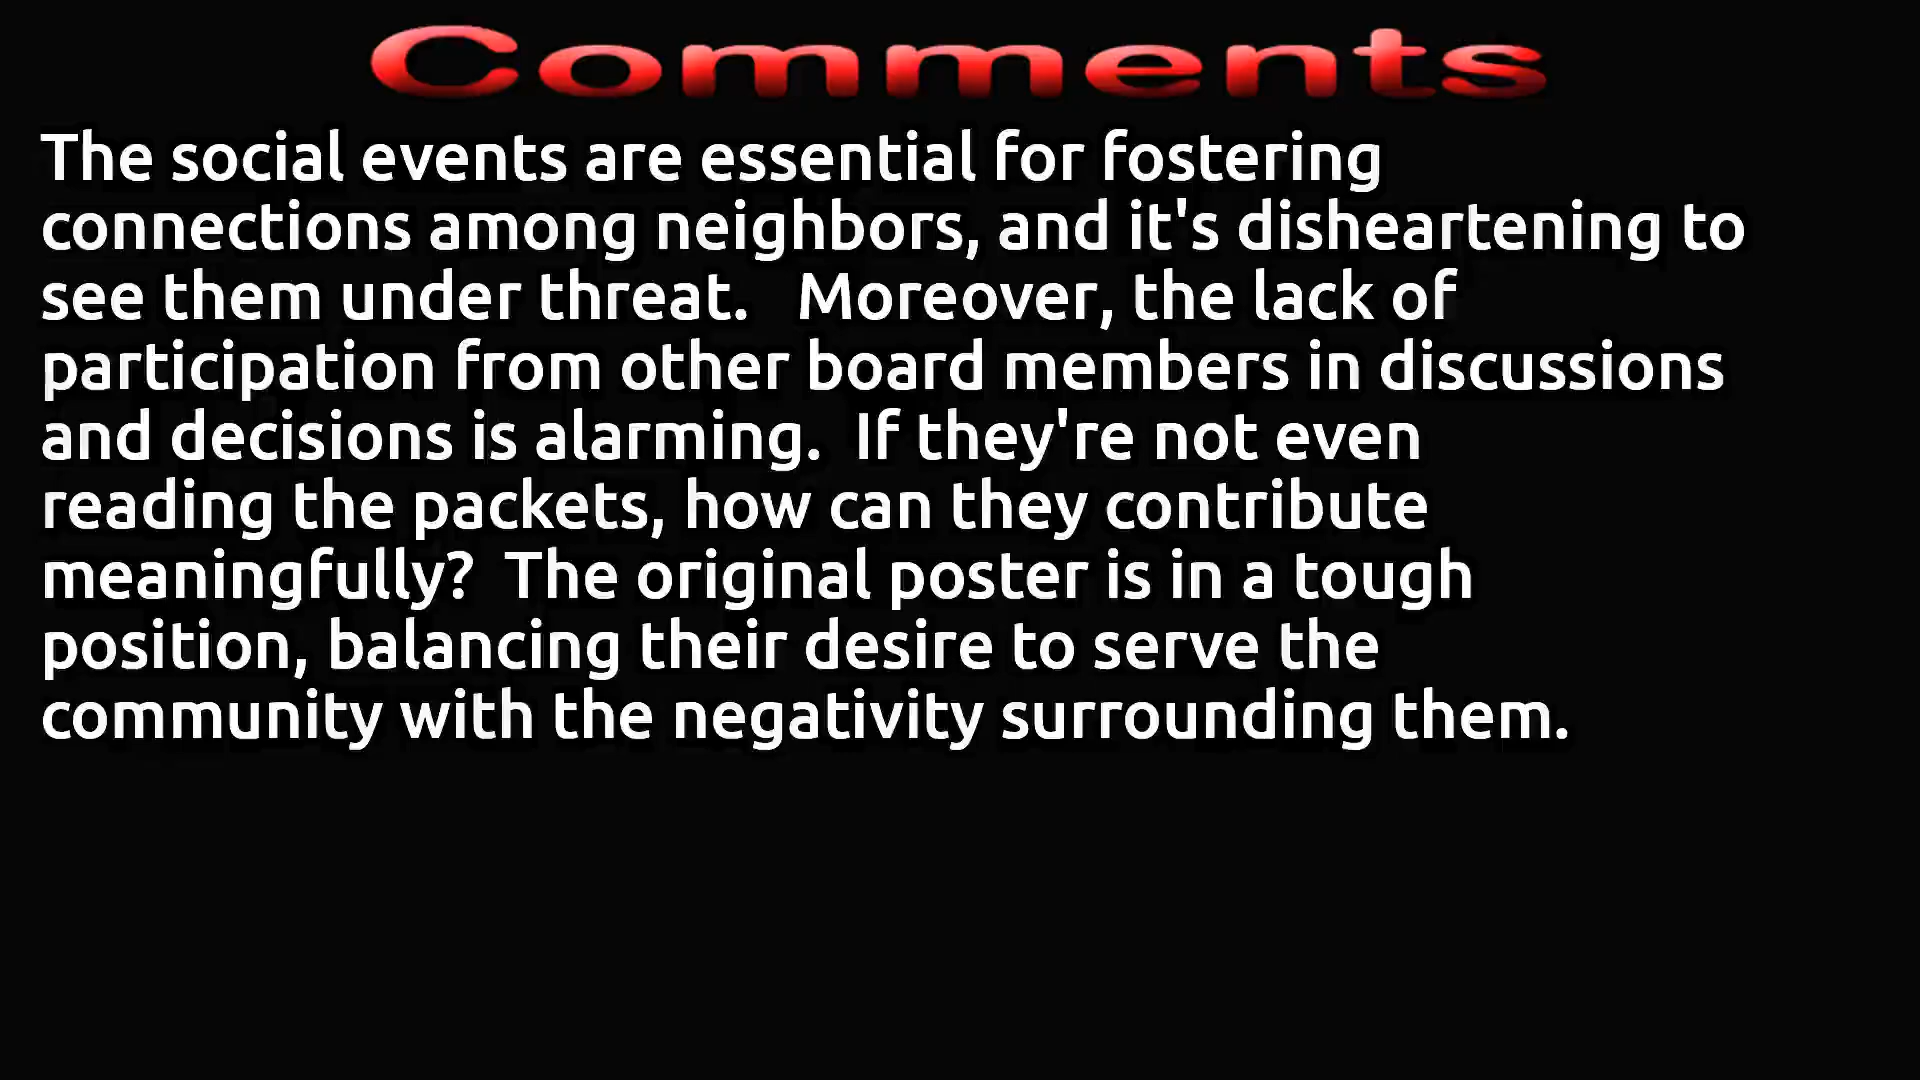 Comments
The social events are essential for fostering
connections among neighbors, and it's disheartening to
see them under threat.   Moreover, the lack of
participation from other board members in discussions
and decisions is alarming.  If they're not even
reading the packets, how can they contribute
meaningfully?  The original poster is in a tough
position, balancing their desire to serve the
community with the negativity surrounding them.